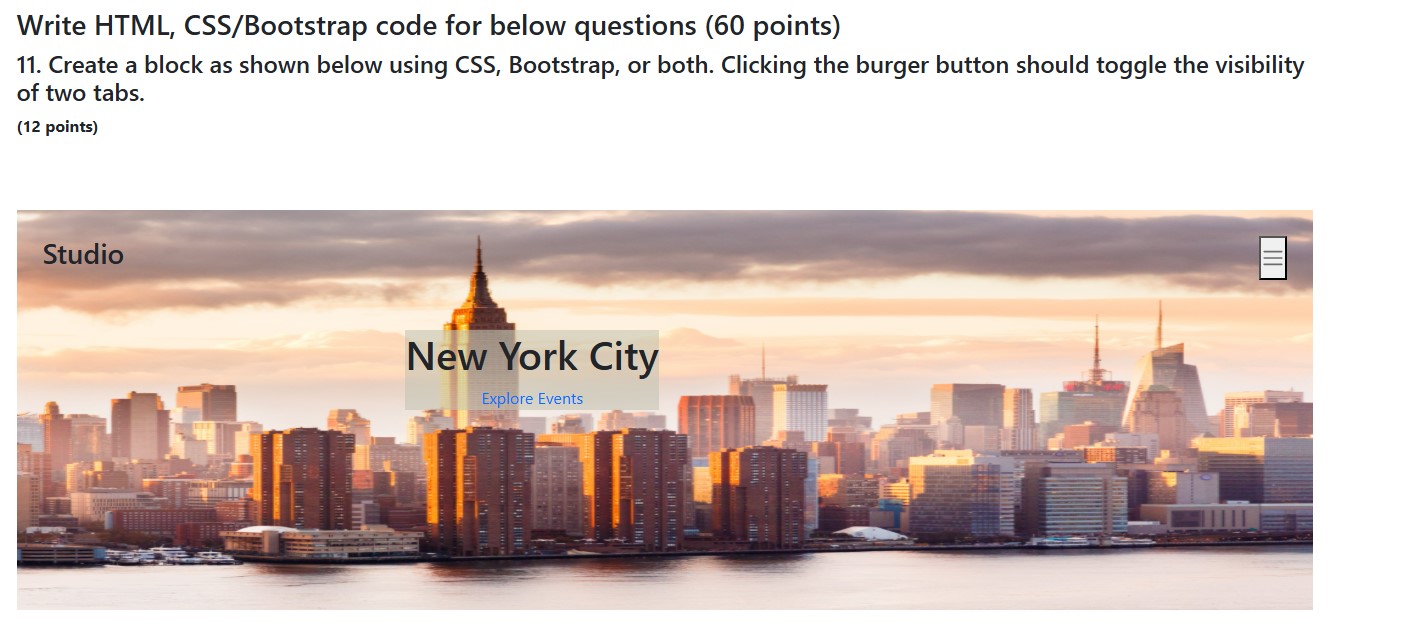 Write HTML, CSS/Bootstrap code for below questions (60 points)
11. Create a block as shown below using CSS, Bootstrap, or both. Clicking the burger button should toggle the visibility
of two tabs.
(12 points)
Studio
New York City
Explore Events